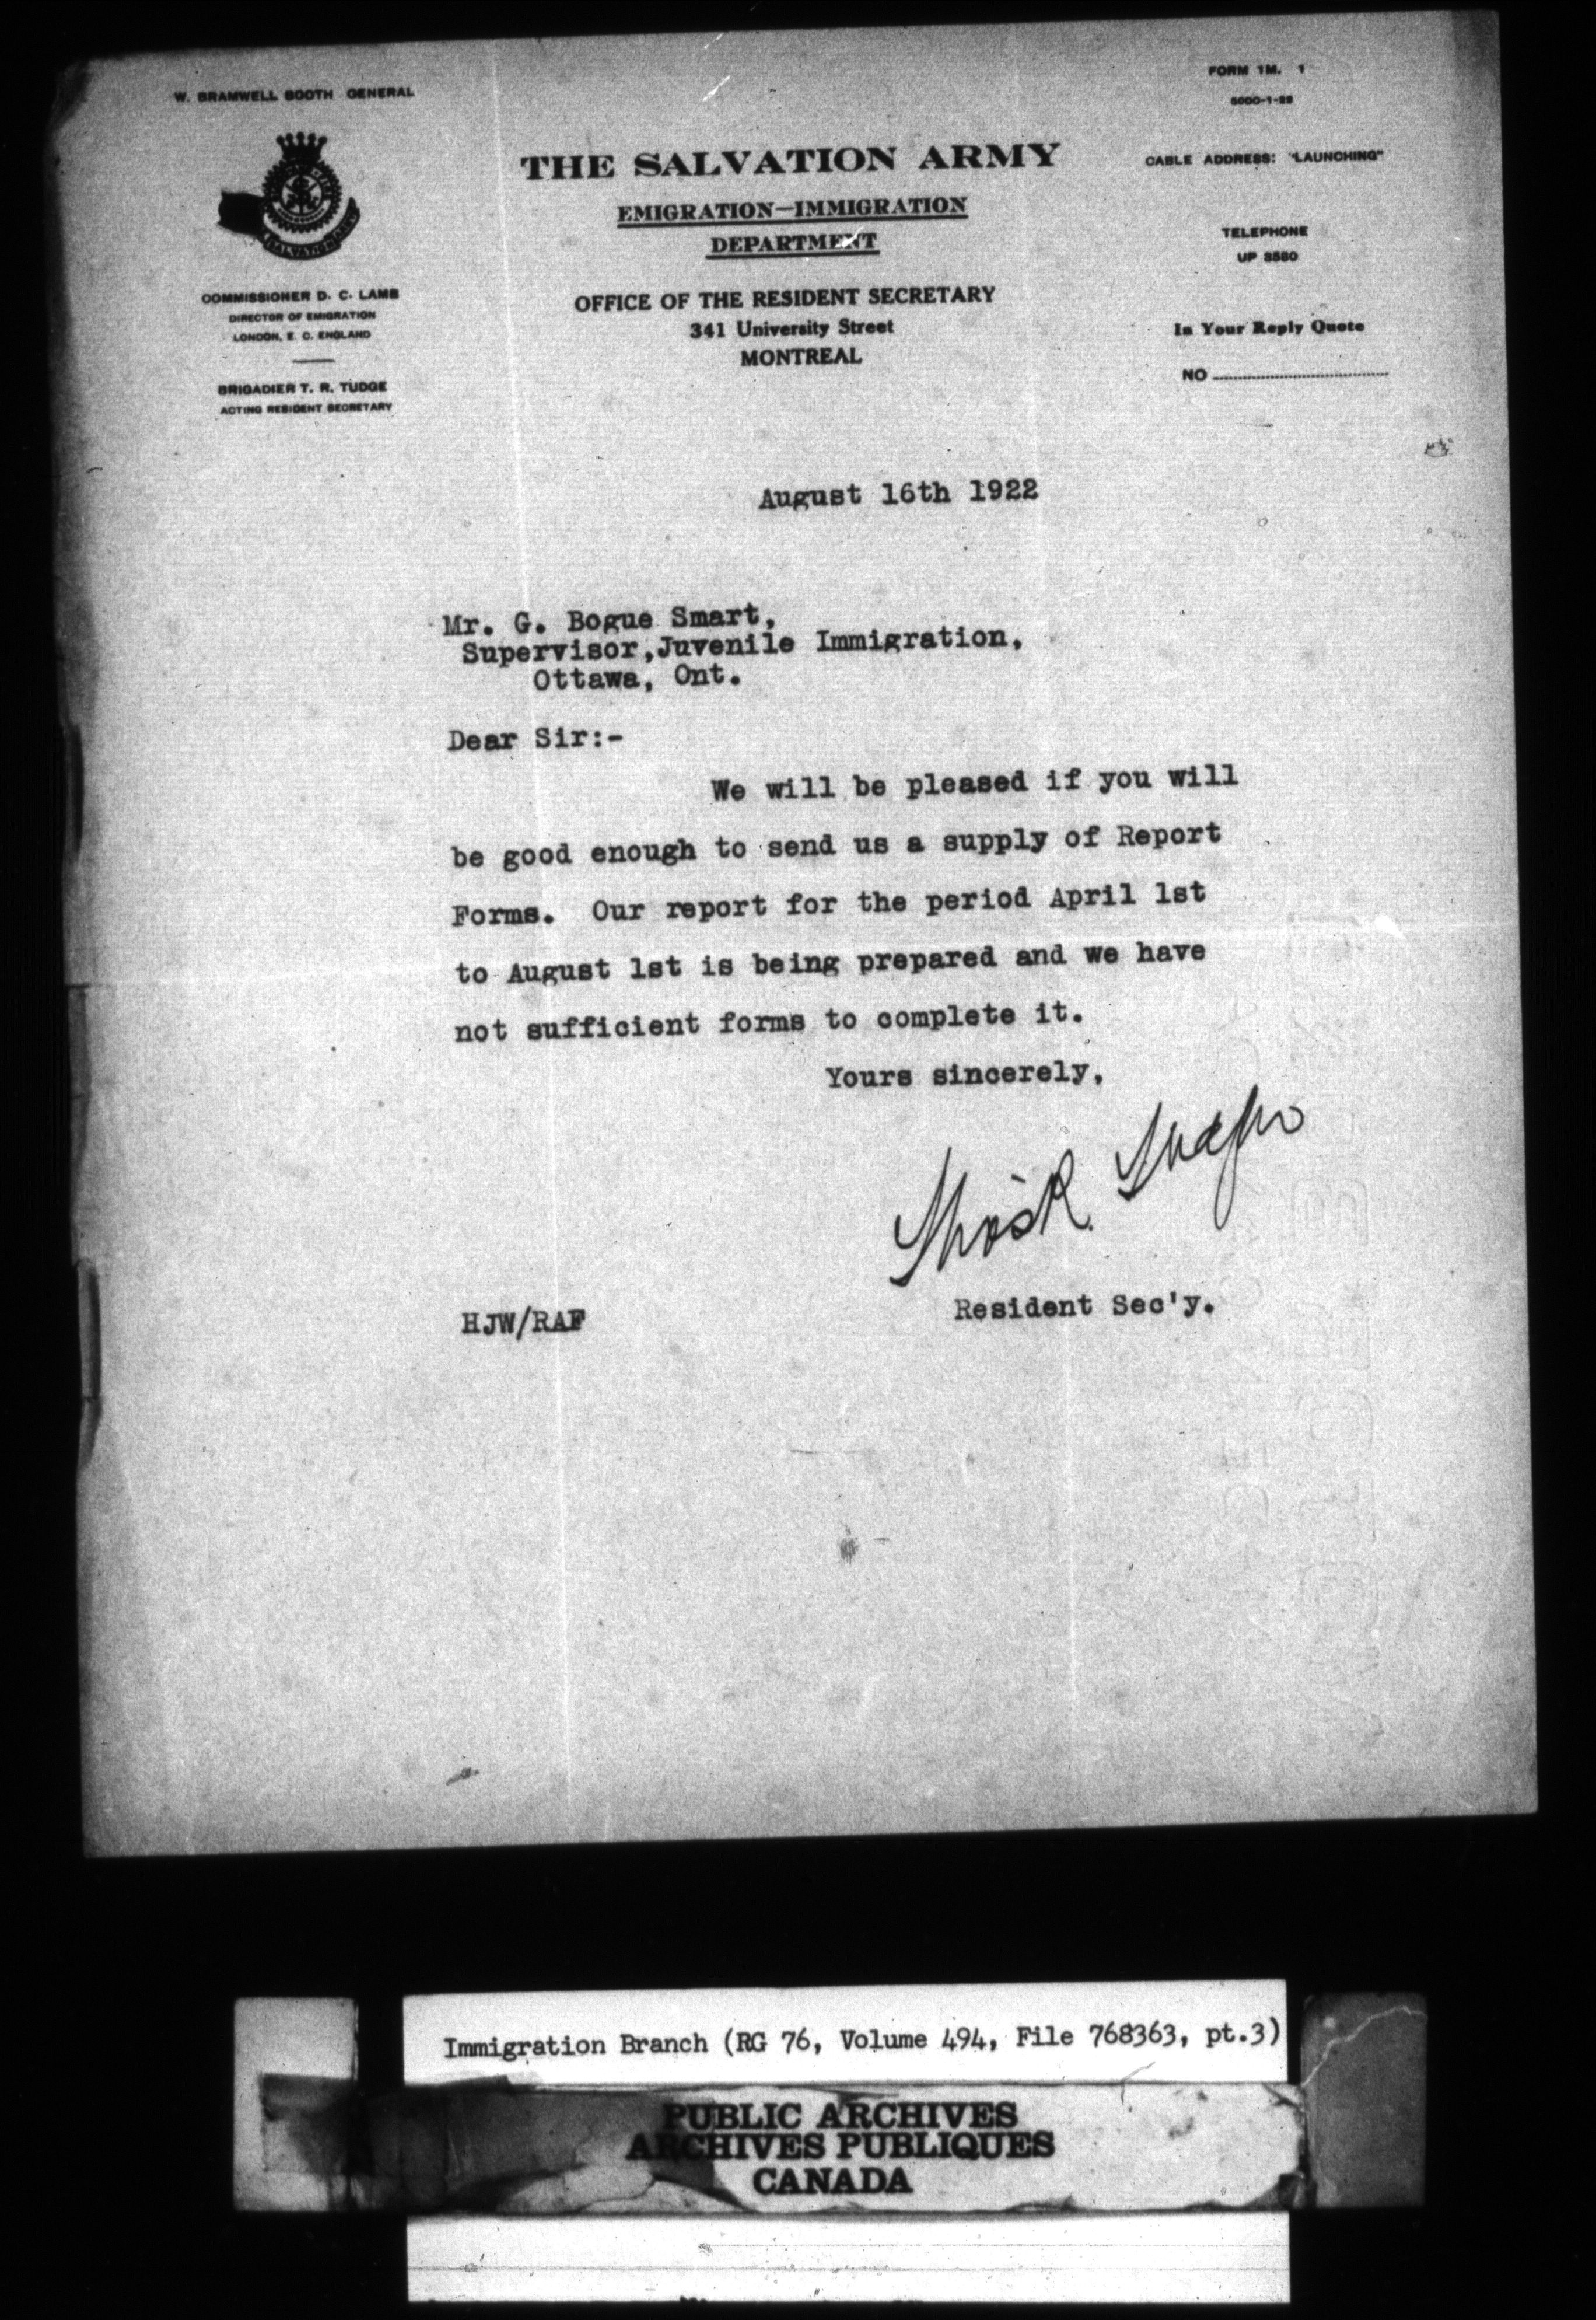 W. BRAMWELL BOOTH GENERAL
FORM 1M. 1
THE SALVATION ARMY
EMIGRATION—IMMIGRATION
DEPARTMENT
OFFICE OF THE RESIDENT SECRETARY
341 University Street
MONTREAL
COMMISSIONER D. C. LAMB
DIRECTOR OF EMIGRATION
LONDON, E. C. ENGLAND
BRIGADIER T. R. TUDGE
ACTING RESIDENT SECRETARY
CABLE ADDRESS: "LAUNCHING"
TELEPHONE
UP 3580
In Your Reply Quote
NO
August 16th 1922
Mr. G. Bogue Smart,
Supervisor,Juvenile Immigration,
Ottawa, Ont.
Dear Sir:-
We will be pleased if you will
be good enough to send us a supply of Report
Forms. Our report for the period April 1st
to August 1st is being prepared and we have
not sufficient forms to complete it.
Yours sincerely,
Thos R. Tudge
Resident Sec'y.
HJW/RAF
Immigration Branch (RG 76, Volume 494, File 768363, pt.3)
PUBLIC ARCHIVES
ARCHIVES PUBLIQUES
CANADA